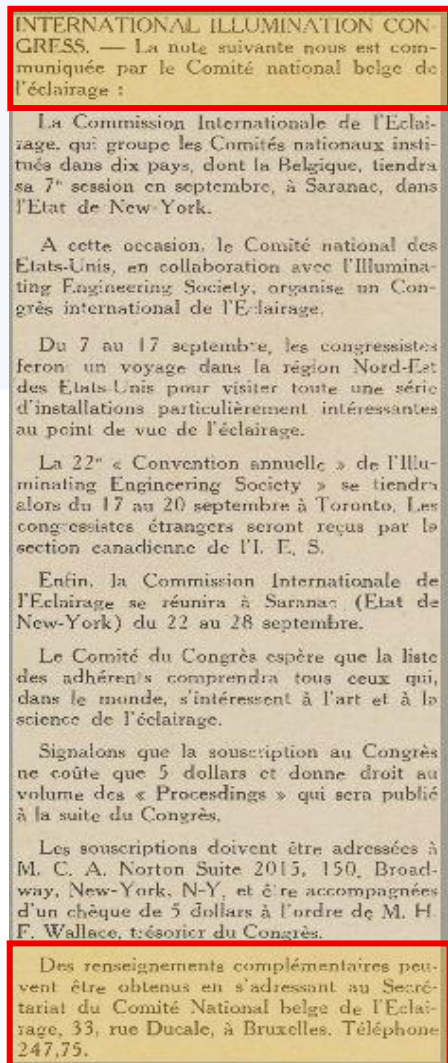 INTERNATIONAL ILLUMINATION CON-
GRESS. — La note suivante nous est com-
muniquée par le Comité national belge de
l'éclairage :
La Commission Internationale de l'Eclai-
rage, qui groupe les Comités nationaux insti-
tués dans dix pays, dont la Belgique, tiendra
sa 7e session en septembre, à Saranac, dans
l'Etat de New-York.
A cette occasion, le Comité national des
Etats-Unis, en collaboration avec l'Illumina-
ting Engineering Society, organise un Con-
grès international de l'Eclairage.
Du 7 au 17 septembre, les congressistes
feront un voyage dans la région Nord-Est
des Etats-Unis pour visiter toute une série
d'installations particulièrement intéressantes
au point de vue de l'éclairage.
La 22e « Convention annuelle » de l'Illu-
minating Engineering Society » se tiendra
alors du 17 au 20 septembre à Toronto. Les
congressistes étrangers seront reçus par la
section canadienne de l'I. E. S.
Enfin, la Commission Internationale de
l'Eclairage se réunira à Saranac (Etat de
New-York) du 22 au 28 septembre.
Le Comité du Congrès espère que la liste
des adhérents comprendra tous ceux qui,
dans le monde, s'intéressent à l'art et à la
science de l'éclairage.
Signalons que la souscription au Congrès
ne coûte que 5 dollars et donne droit au
volume des « Procesdings » qui sera publié
à la suite du Congrès.
Les souscriptions doivent être adressées à
M. C. A. Norton Suite 2015, 150, Broad-
way, New-York, N-Y, et être accompagnées
d'un chèque de 5 dollars à l'ordre de M. H.
F. Wallace, trésorier du Congrès.
Des renseignements complémentaires peu-
vent être obtenus en s'adressant au Secré-
tariat du Comité National belge de l'Eclai-
rage, 33, rue Ducale, à Bruxelles. Téléphone
247,75.